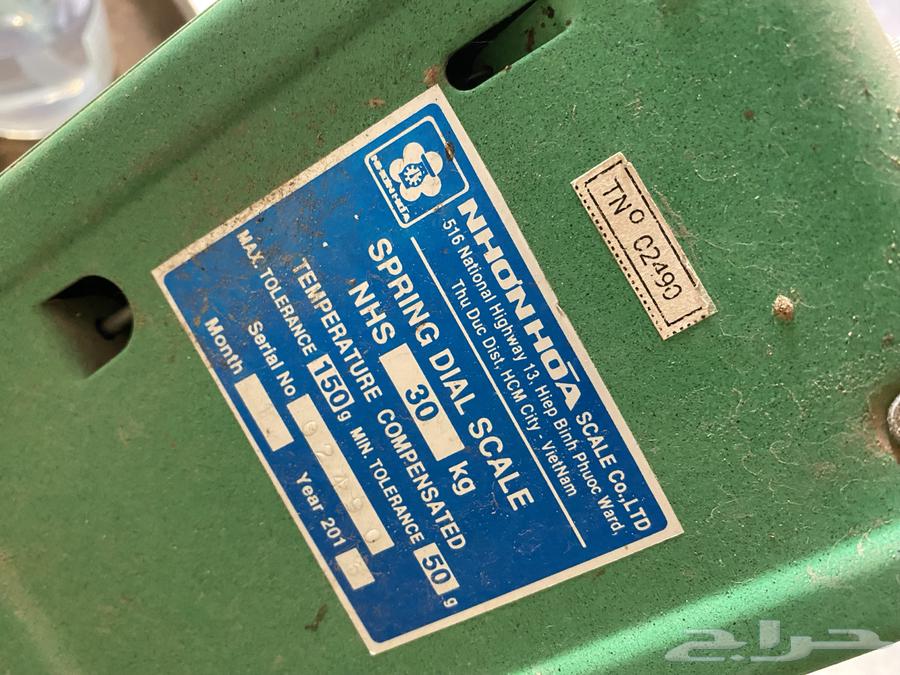 NHƠN HÒA
NHƠN HÒA SCALE Co.,LTD
516 National Highway 13, Hiep Binh Phuoc Ward,
Thu Duc Dist, HCM City - VietNam
SPRING DIAL SCALE
NHS 30 kg
TEMPERATURE COMPENSATED
MAX. TOLERANCE 150 g MIN. TOLERANCE 50 g
Serial No 02490
Month 1 Year 201
TNº C2490
حراج